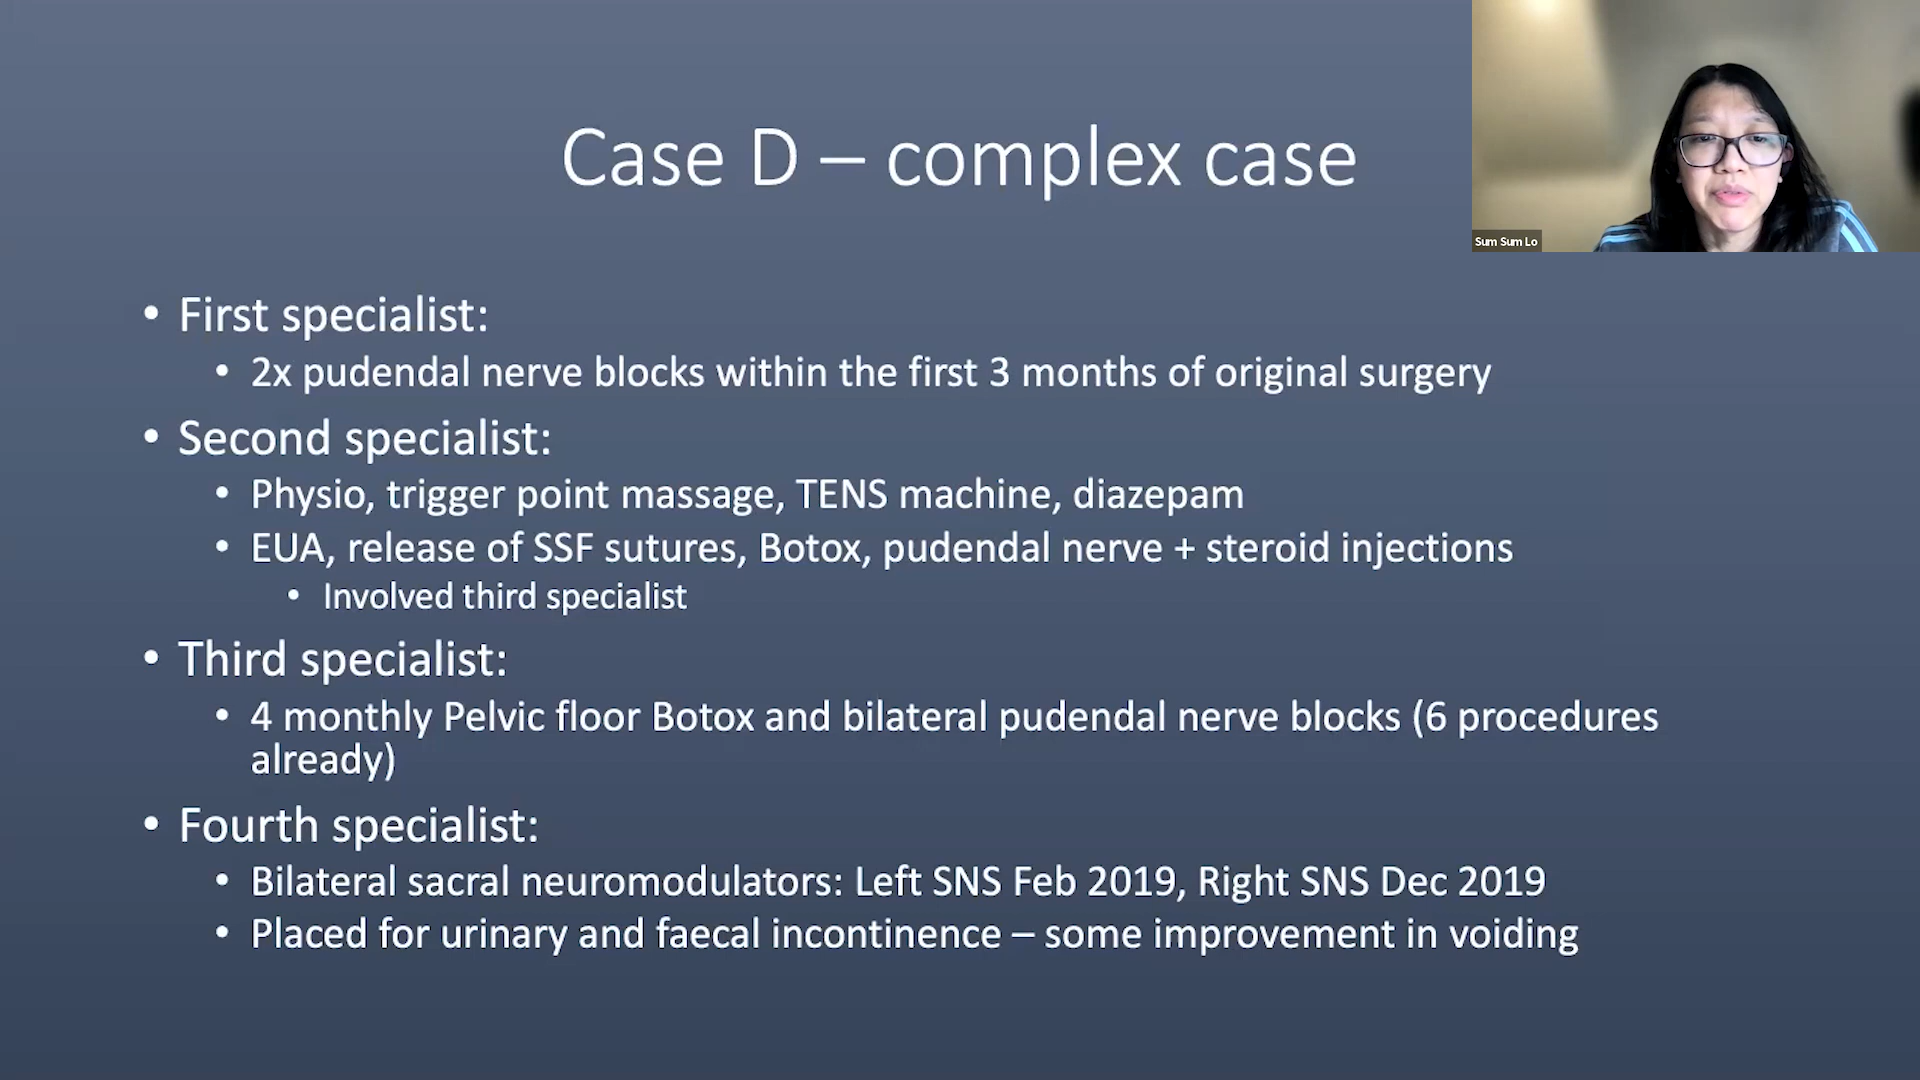 Case D – complex case
Sum Sum Lo
• First specialist:
• 2x pudendal nerve blocks within the first 3 months of original surgery
• Second specialist:
• Physio, trigger point massage, TENS machine, diazepam
• EUA, release of SSF sutures, Botox, pudendal nerve + steroid injections
• Involved third specialist
• Third specialist:
• 4 monthly Pelvic floor Botox and bilateral pudendal nerve blocks (6 procedures
already)
• Fourth specialist:
• Bilateral sacral neuromodulators: Left SNS Feb 2019, Right SNS Dec 2019
• Placed for urinary and faecal incontinence – some improvement in voiding